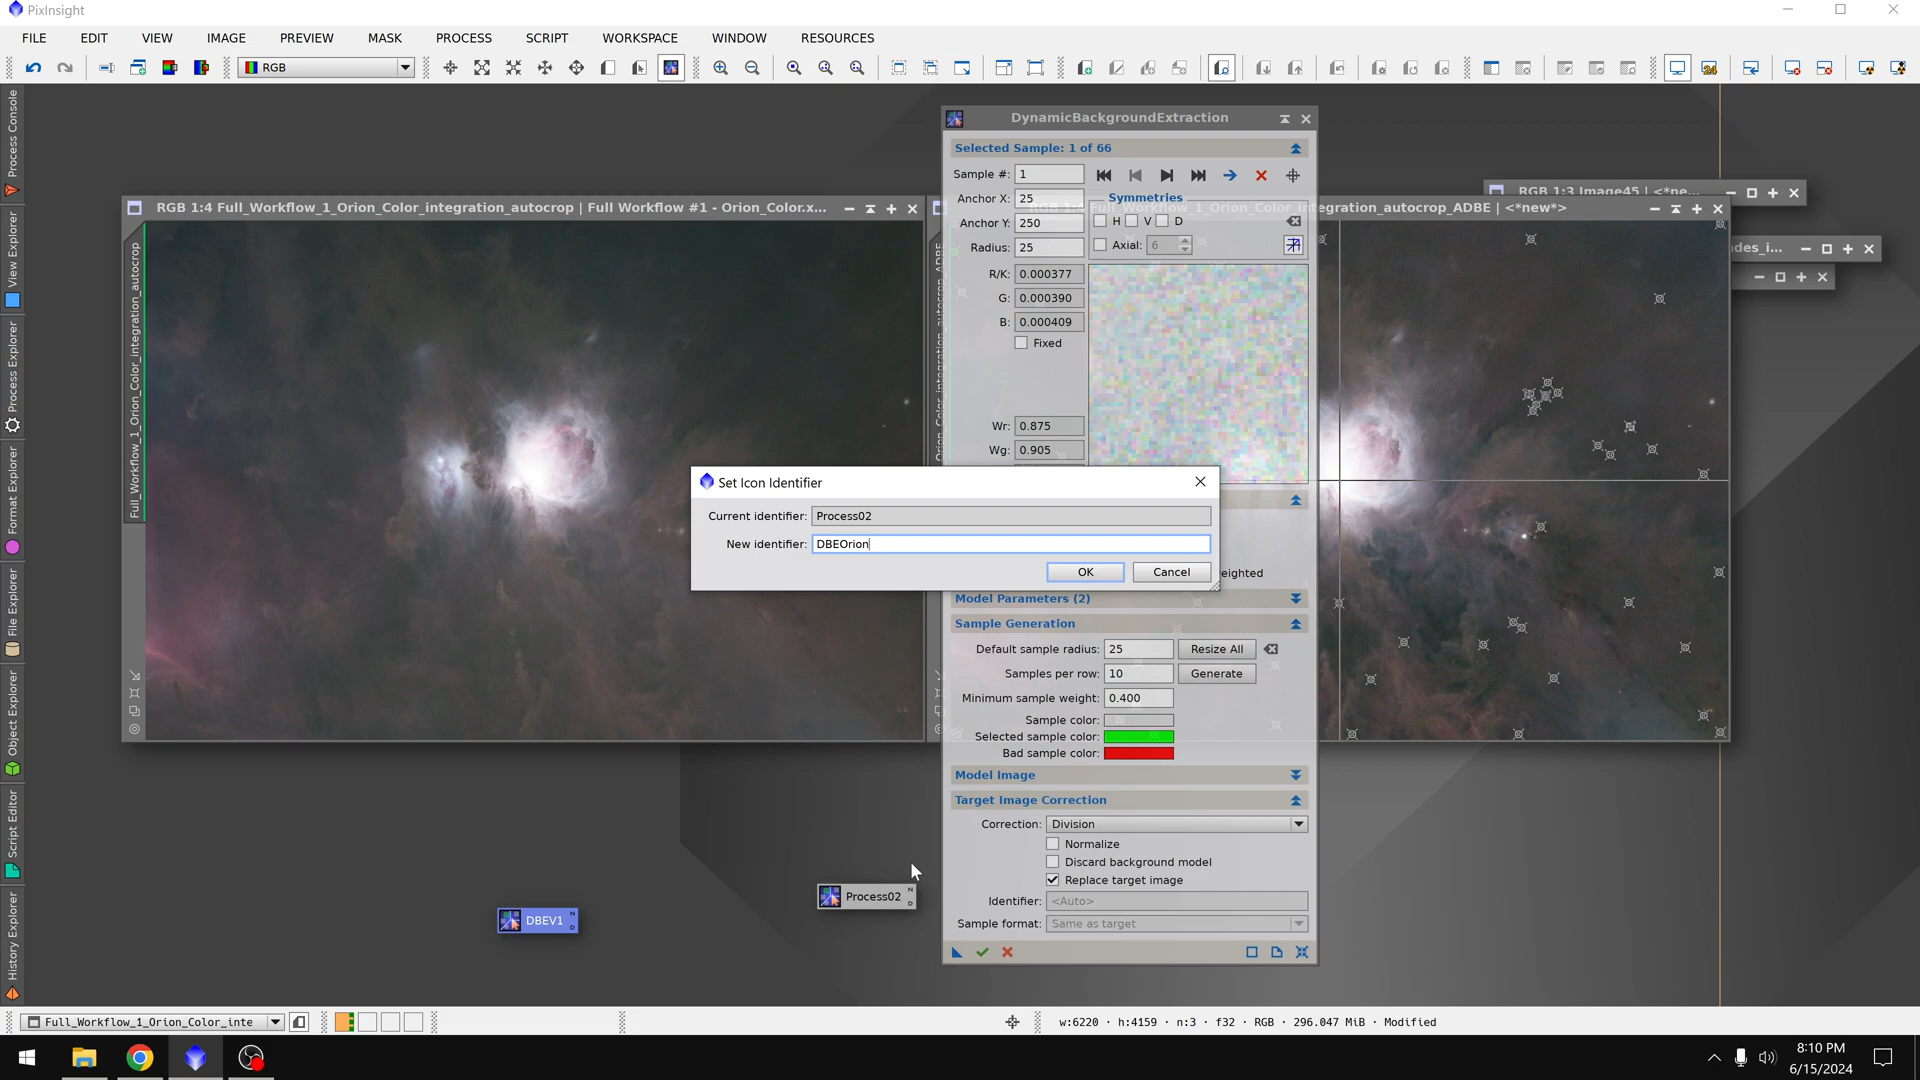 PixInsight
FILE EDIT VIEW IMAGE PREVIEW MASK PROCESS SCRIPT WORKSPACE WINDOW RESOURCES
RGB
24
Process Console
View Explorer
Process Explorer
Format Explorer
File Explorer
Object Explorer
Script Editor
History Explorer
RGB 1:4 Full_Workflow_1_Orion_Color_integration_autocrop | Full Workflow #1 - Orion_Color.x...
Full_Workflow_1_Orion_Color_integration_autocrop
DynamicBackgroundExtraction
Selected Sample: 1 of 66
Sample #: 1
Anchor X: 25
Symmetries
Anchor Y: 250
H V D
Radius: 25
Axial: 6
R/K: 0.000377
G: 0.000390
B: 0.000409
Fixed
Wr: 0.875
Wg: 0.905
RGB 1:3 Image45 | <*ne...
integration_autocrop_ADBE | <*new*>
des_i...
Set Icon Identifier
Current identifier: Process02
New identifier: DBEOrion
OK Cancel
eighted
Model Parameters (2)
Sample Generation
Default sample radius: 25 Resize All
Samples per row: 10 Generate
Minimum sample weight: 0.400
Sample color:
Selected sample color:
Bad sample color:
Model Image
Target Image Correction
Correction: Division
Normalize
Discard background model
Replace target image
Identifier: <Auto>
Sample format: Same as target
Process02 N D
DBEV1 N D
Full_Workflow_1_Orion_Color_inte
w:6220 · h:4159 · n:3 · f32 · RGB · 296.047 MiB · Modified
8:10 PM
6/15/2024